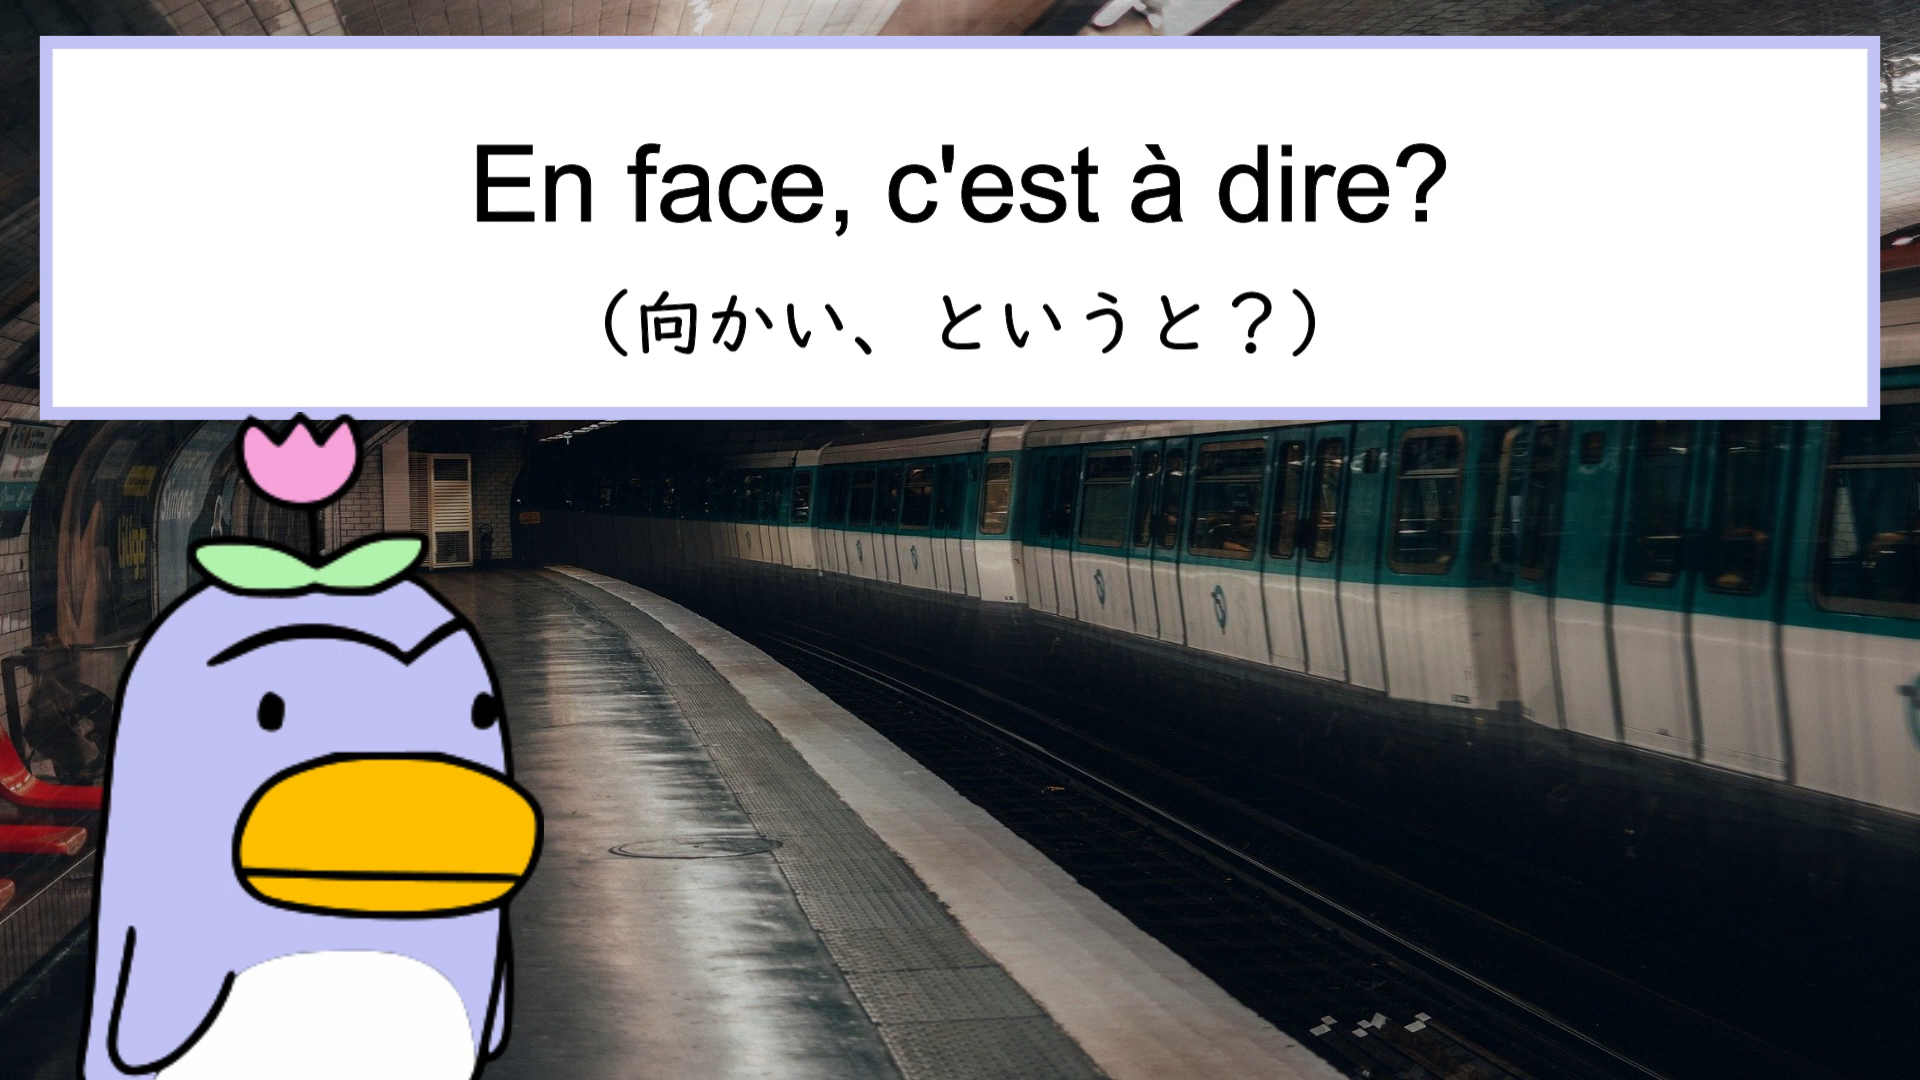 En face, c'est à dire?
（向かい、というと？）